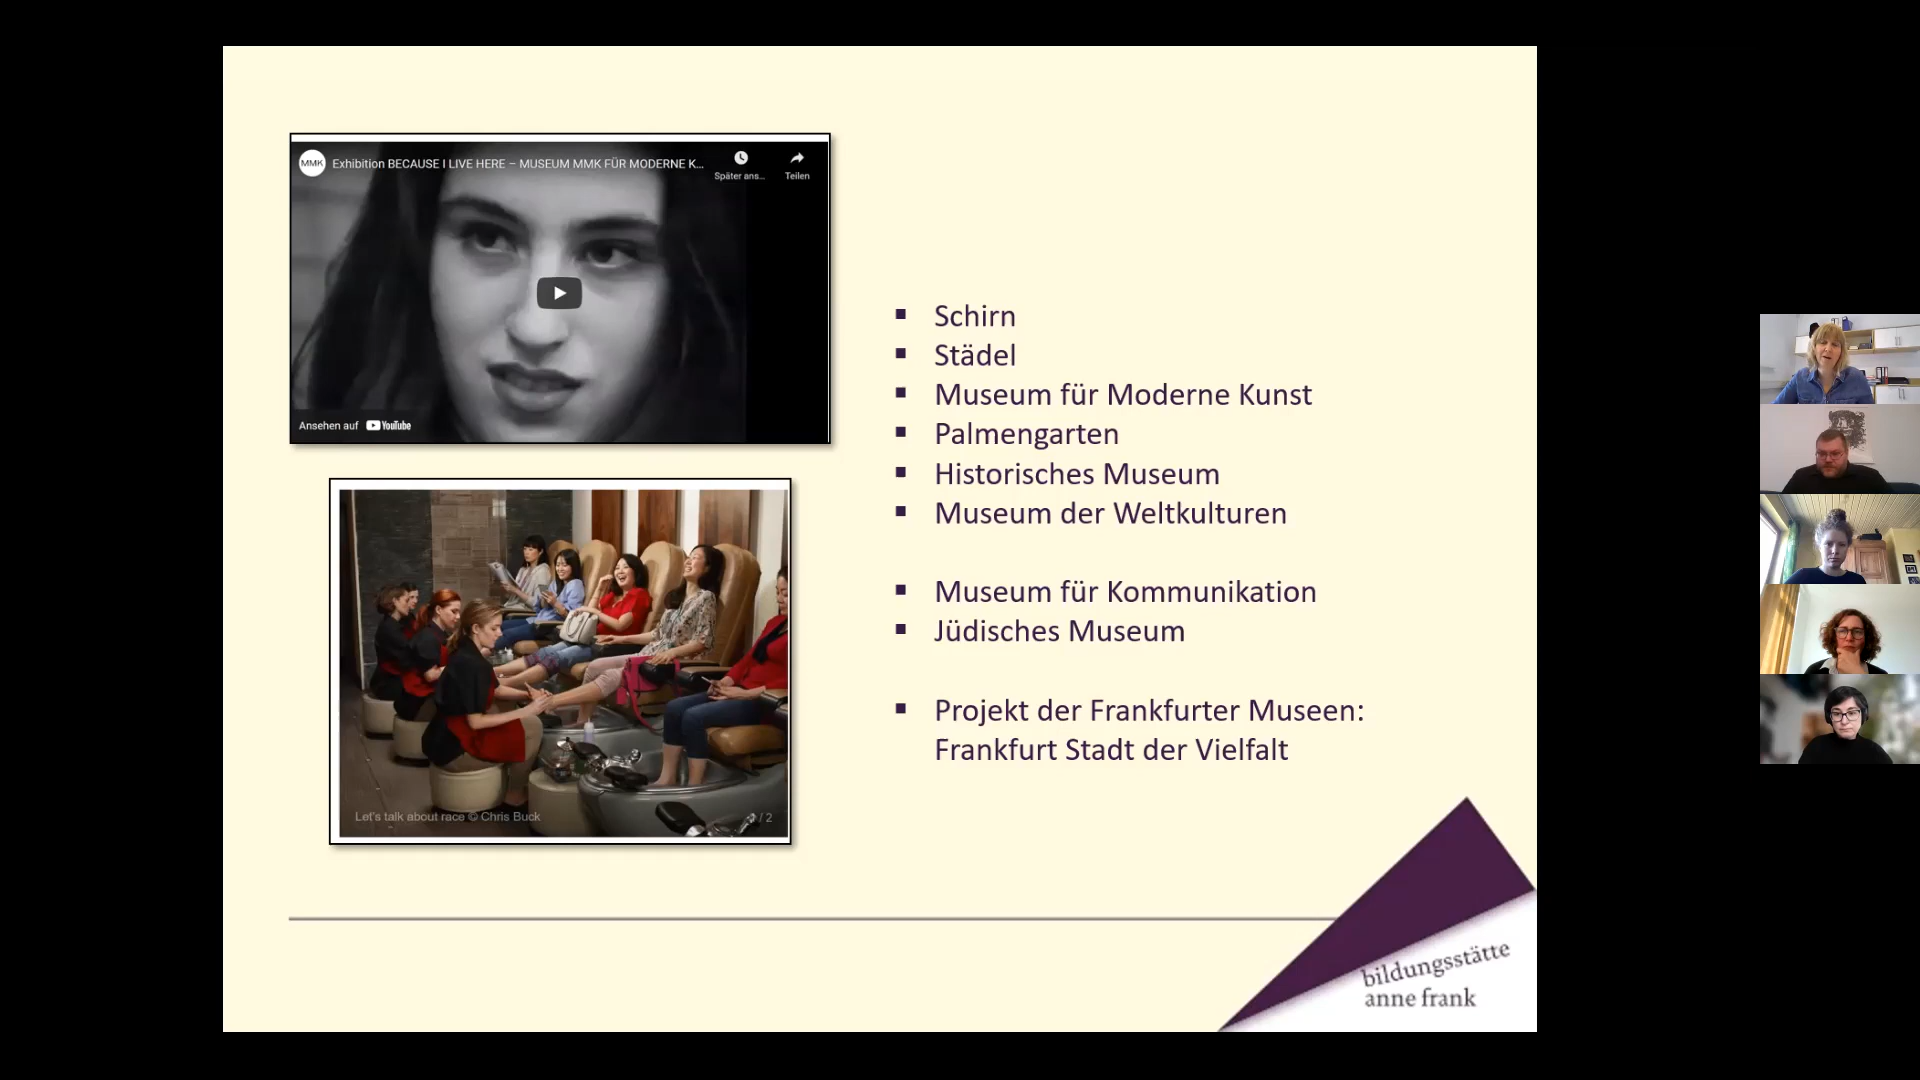 MMK Exhibition BECAUSE I LIVE HERE – MUSEUM MMK FÜR MODERNE K...
Später ans... Teilen
Ansehen auf YouTube
Let's talk about race © Chris Buck
/ 2
▪ Schirn
▪ Städel
▪ Museum für Moderne Kunst
▪ Palmengarten
▪ Historisches Museum
▪ Museum der Weltkulturen
▪ Museum für Kommunikation
▪ Jüdisches Museum
▪ Projekt der Frankfurter Museen:
Frankfurt Stadt der Vielfalt
bildungsstätte
anne frank